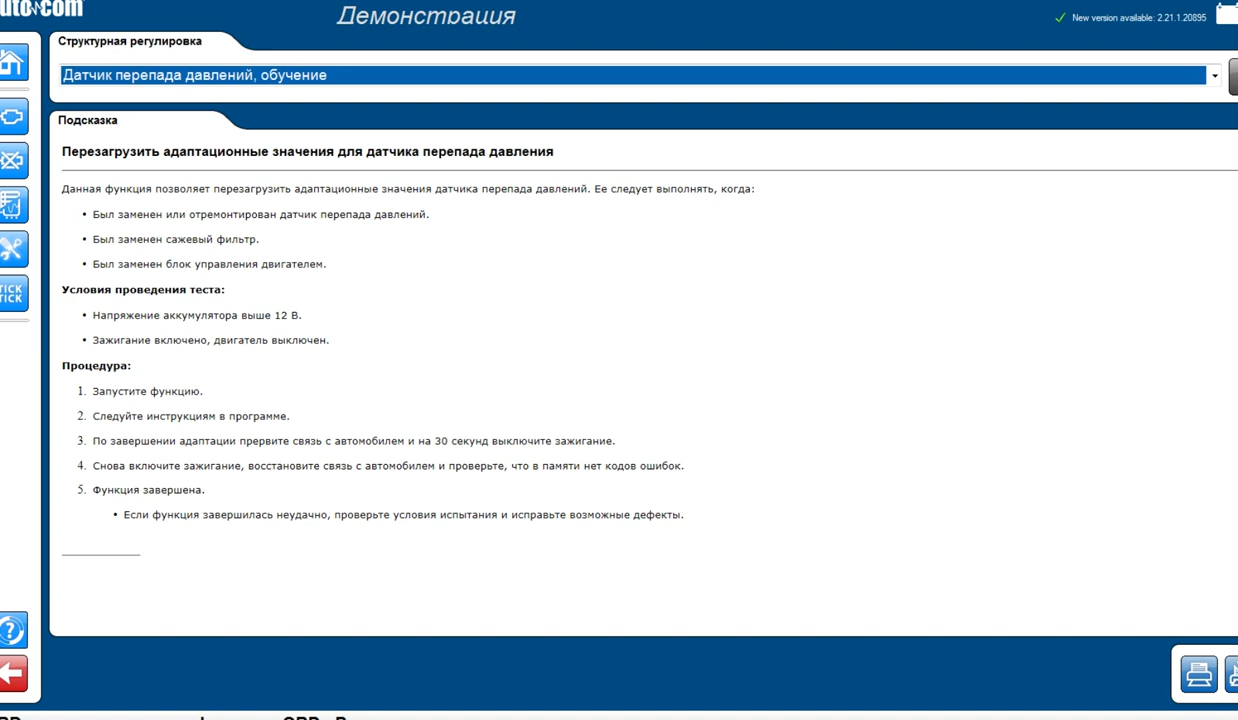 Демонстрация
New version available: 2.21.1.20895
Структурная регулировка
Датчик перепада давлений, обучение
Подсказка
Перезагрузить адаптационные значения для датчика перепада давления
Данная функция позволяет перезагрузить адаптационные значения датчика перепада давлений. Ее следует выполнять, когда:
• Был заменен или отремонтирован датчик перепада давлений.
• Был заменен сажевый фильтр.
• Был заменен блок управления двигателем.
Условия проведения теста:
• Напряжение аккумулятора выше 12 В.
• Зажигание включено, двигатель выключен.
Процедура:
1. Запустите функцию.
2. Следуйте инструкциям в программе.
3. По завершении адаптации прервите связь с автомобилем и на 30 секунд выключите зажигание.
4. Снова включите зажигание, восстановите связь с автомобилем и проверьте, что в памяти нет кодов ошибок.
5. Функция завершена.
• Если функция завершилась неудачно, проверьте условия испытания и исправьте возможные дефекты.
TICK
TICK
?